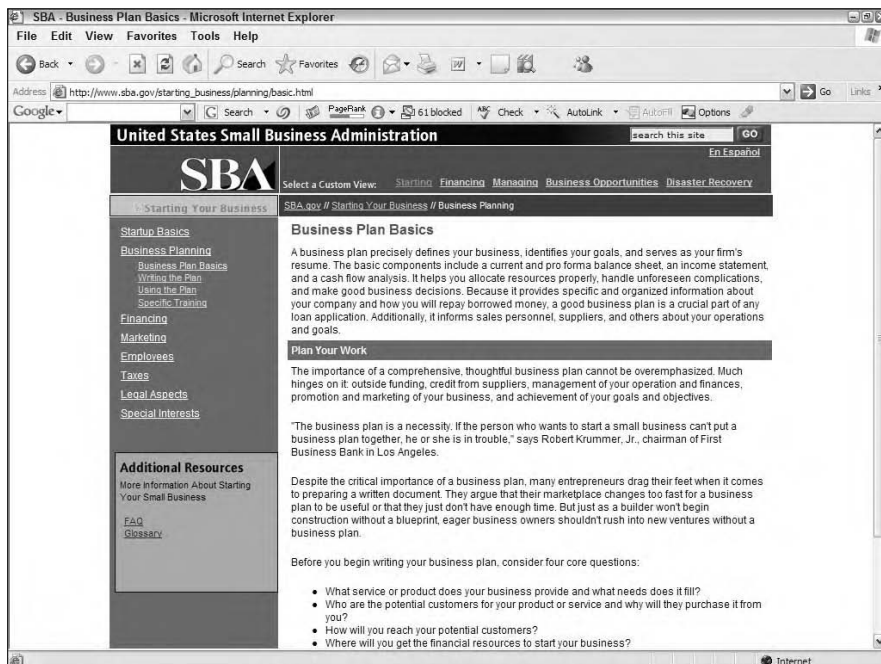 SBA - Business Plan Basics - Microsoft Internet Explorer
File Edit View Favorites Tools Help
Back Search Favorites
Address http://www.sba.gov/starting_business/planning/basic.html Go Links
Google Search PageRank 61 blocked ABC Check AutoLink AutoFill Options
United States Small Business Administration search this site GO
En Español
SBA Select a Custom View: Starting Financing Managing Business Opportunities Disaster Recovery
Starting Your Business
SBA.gov // Starting Your Business // Business Planning
Startup Basics
Business Planning
Business Plan Basics
Writing the Plan
Using the Plan
Specific Training
Financing
Marketing
Employees
Taxes
Legal Aspects
Special Interests
Additional Resources
More Information About Starting
Your Small Business
FAQ
Glossary
Business Plan Basics
A business plan precisely defines your business, identifies your goals, and serves as your firm's
resume. The basic components include a current and pro forma balance sheet, an income statement,
and a cash flow analysis. It helps you allocate resources properly, handle unforeseen complications,
and make good business decisions. Because it provides specific and organized information about
your company and how you will repay borrowed money, a good business plan is a crucial part of any
loan application. Additionally, it informs sales personnel, suppliers, and others about your operations
and goals.
Plan Your Work
The importance of a comprehensive, thoughtful business plan cannot be overemphasized. Much
hinges on it: outside funding, credit from suppliers, management of your operation and finances,
promotion and marketing of your business, and achievement of your goals and objectives.
"The business plan is a necessity. If the person who wants to start a small business can't put a
business plan together, he or she is in trouble," says Robert Krummer, Jr., chairman of First
Business Bank in Los Angeles.
Despite the critical importance of a business plan, many entrepreneurs drag their feet when it comes
to preparing a written document. They argue that their marketplace changes too fast for a business
plan to be useful or that they just don't have enough time. But just as a builder won't begin
construction without a blueprint, eager business owners shouldn't rush into new ventures without a
business plan.
Before you begin writing your business plan, consider four core questions:
• What service or product does your business provide and what needs does it fill?
• Who are the potential customers for your product or service and why will they purchase it from
you?
• How will you reach your potential customers?
• Where will you get the financial resources to start your business?
Internet